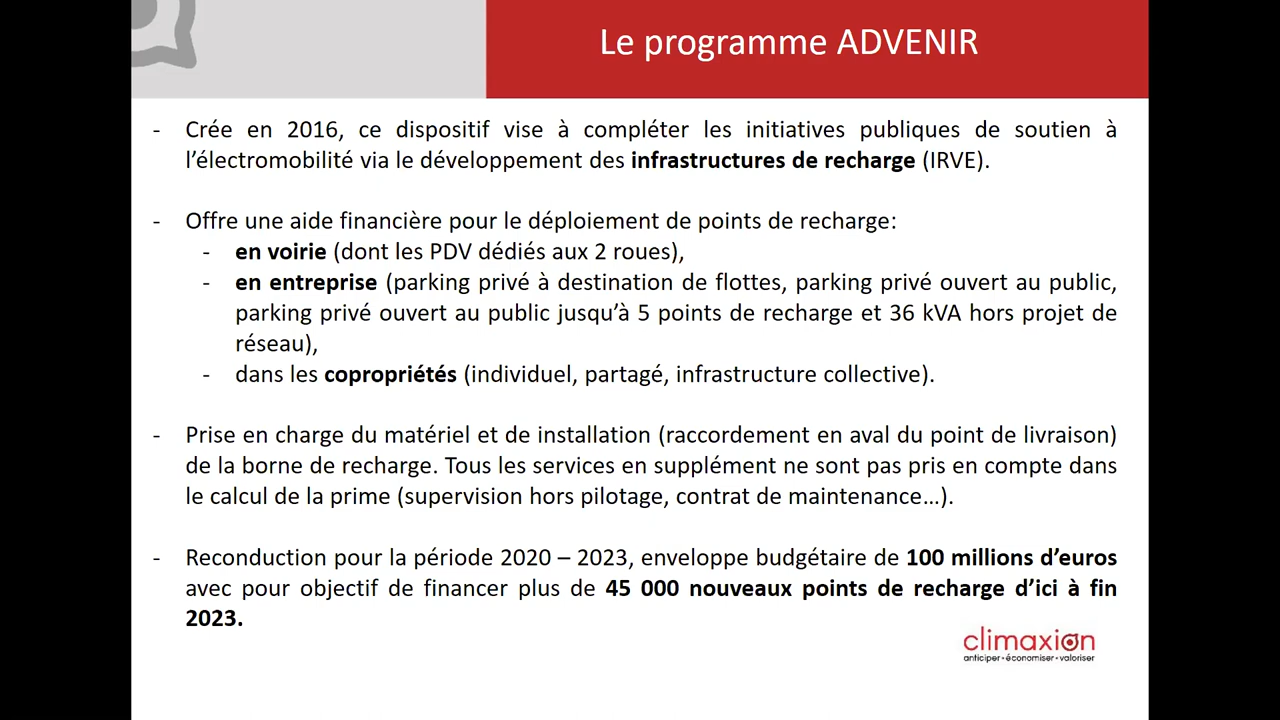 Le programme ADVENIR
- Crée en 2016, ce dispositif vise à compléter les initiatives publiques de soutien à
l’électromobilité via le développement des infrastructures de recharge (IRVE).
- Offre une aide financière pour le déploiement de points de recharge:
- en voirie (dont les PDV dédiés aux 2 roues),
- en entreprise (parking privé à destination de flottes, parking privé ouvert au public,
parking privé ouvert au public jusqu’à 5 points de recharge et 36 kVA hors projet de
réseau),
- dans les copropriétés (individuel, partagé, infrastructure collective).
- Prise en charge du matériel et de installation (raccordement en aval du point de livraison)
de la borne de recharge. Tous les services en supplément ne sont pas pris en compte dans
le calcul de la prime (supervision hors pilotage, contrat de maintenance…).
- Reconduction pour la période 2020 – 2023, enveloppe budgétaire de 100 millions d’euros
avec pour objectif de financer plus de 45 000 nouveaux points de recharge d’ici à fin
2023.
climaxion
anticiper • économiser • valoriser